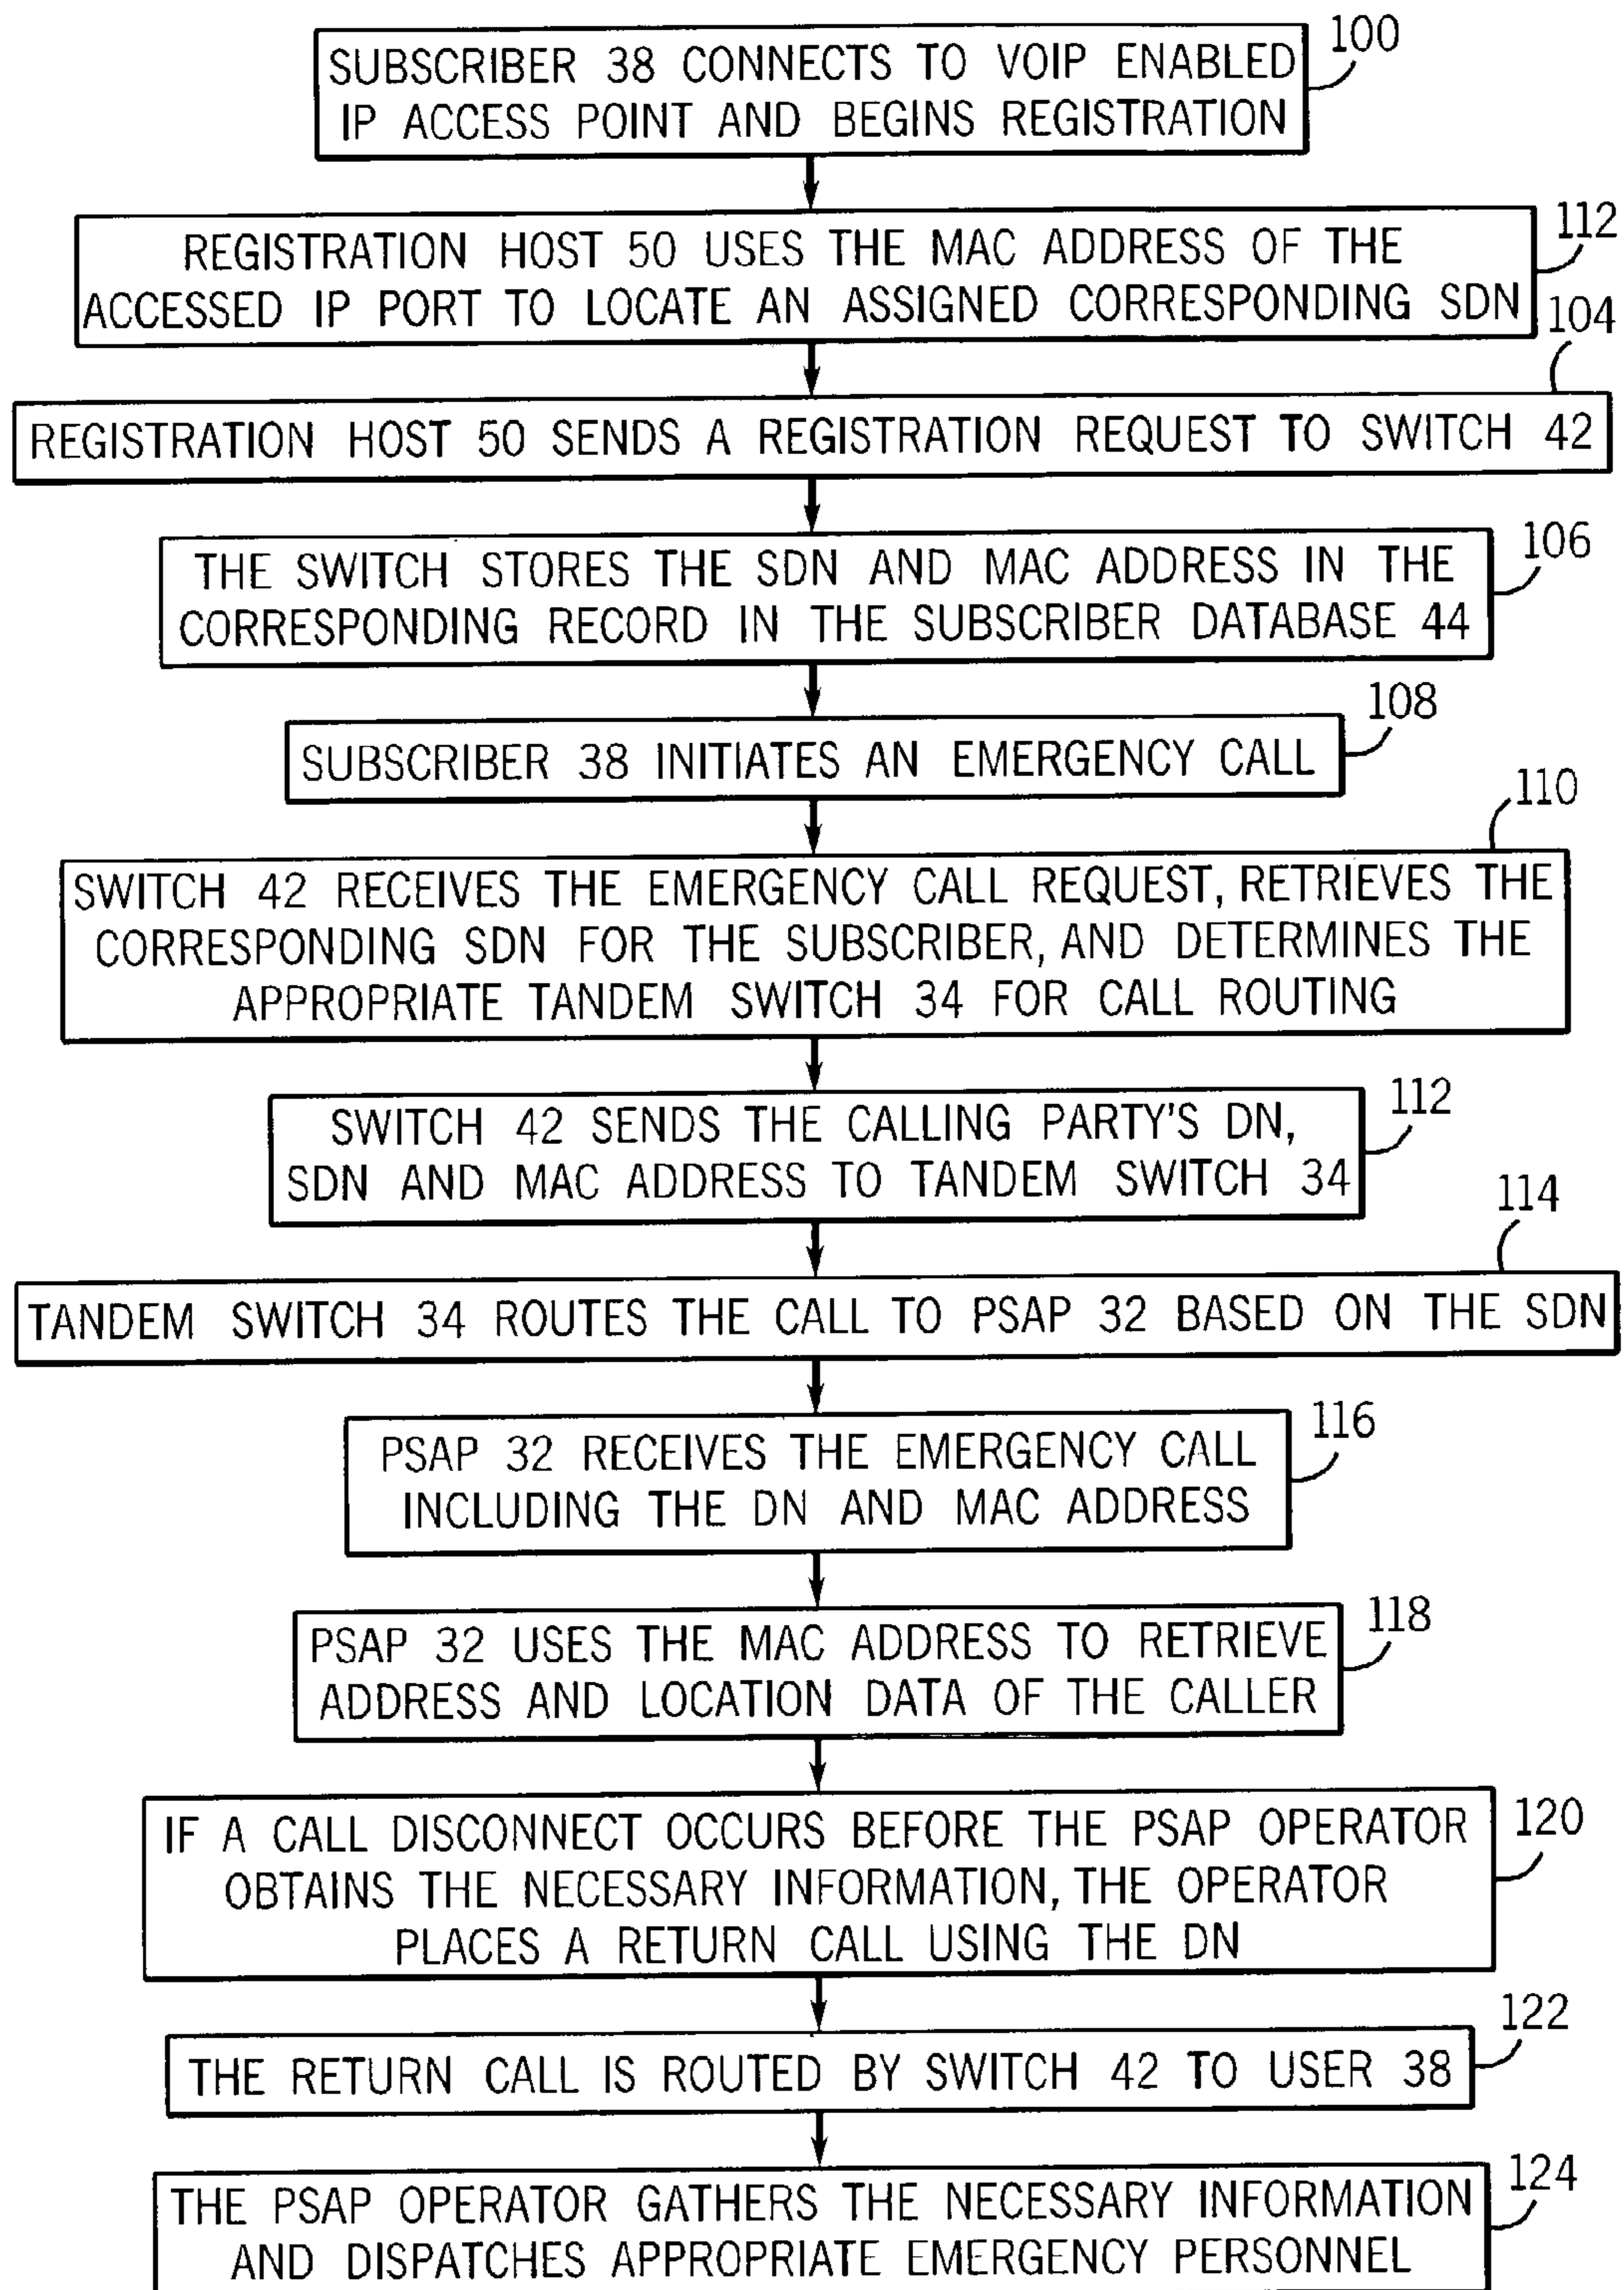 100
SUBSCRIBER 38 CONNECTS TO VOIP ENABLED
IP ACCESS POINT AND BEGINS REGISTRATION
112
REGISTRATION HOST 50 USES THE MAC ADDRESS OF THE
ACCESSED IP PORT TO LOCATE AN ASSIGNED CORRESPONDING SDN
104
REGISTRATION HOST 50 SENDS A REGISTRATION REQUEST TO SWITCH 42
106
THE SWITCH STORES THE SDN AND MAC ADDRESS IN THE
CORRESPONDING RECORD IN THE SUBSCRIBER DATABASE 44
108
SUBSCRIBER 38 INITIATES AN EMERGENCY CALL
110
SWITCH 42 RECEIVES THE EMERGENCY CALL REQUEST, RETRIEVES THE
CORRESPONDING SDN FOR THE SUBSCRIBER, AND DETERMINES THE
APPROPRIATE TANDEM SWITCH 34 FOR CALL ROUTING
112
SWITCH 42 SENDS THE CALLING PARTY'S DN,
SDN AND MAC ADDRESS TO TANDEM SWITCH 34
114
TANDEM SWITCH 34 ROUTES THE CALL TO PSAP 32 BASED ON THE SDN
116
PSAP 32 RECEIVES THE EMERGENCY CALL
INCLUDING THE DN AND MAC ADDRESS
118
PSAP 32 USES THE MAC ADDRESS TO RETRIEVE
ADDRESS AND LOCATION DATA OF THE CALLER
120
IF A CALL DISCONNECT OCCURS BEFORE THE PSAP OPERATOR
OBTAINS THE NECESSARY INFORMATION, THE OPERATOR
PLACES A RETURN CALL USING THE DN
122
THE RETURN CALL IS ROUTED BY SWITCH 42 TO USER 38
124
THE PSAP OPERATOR GATHERS THE NECESSARY INFORMATION
AND DISPATCHES APPROPRIATE EMERGENCY PERSONNEL